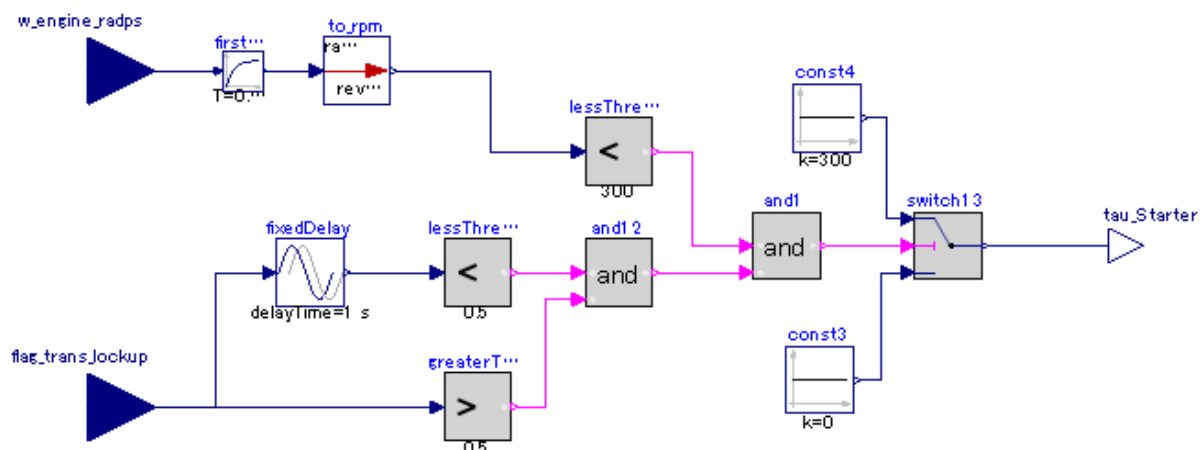 w_engine_radps
first…
T=0.…
to_rpm
ra…
rev…
const4
k=300
lessThre…
<
300
and1
and
switch13
tau_Starter
fixedDelay
delayTime=1 s
lessThre…
<
0.5
and12
and
flag_trans_lockup
greaterT…
>
0.5
const3
k=0